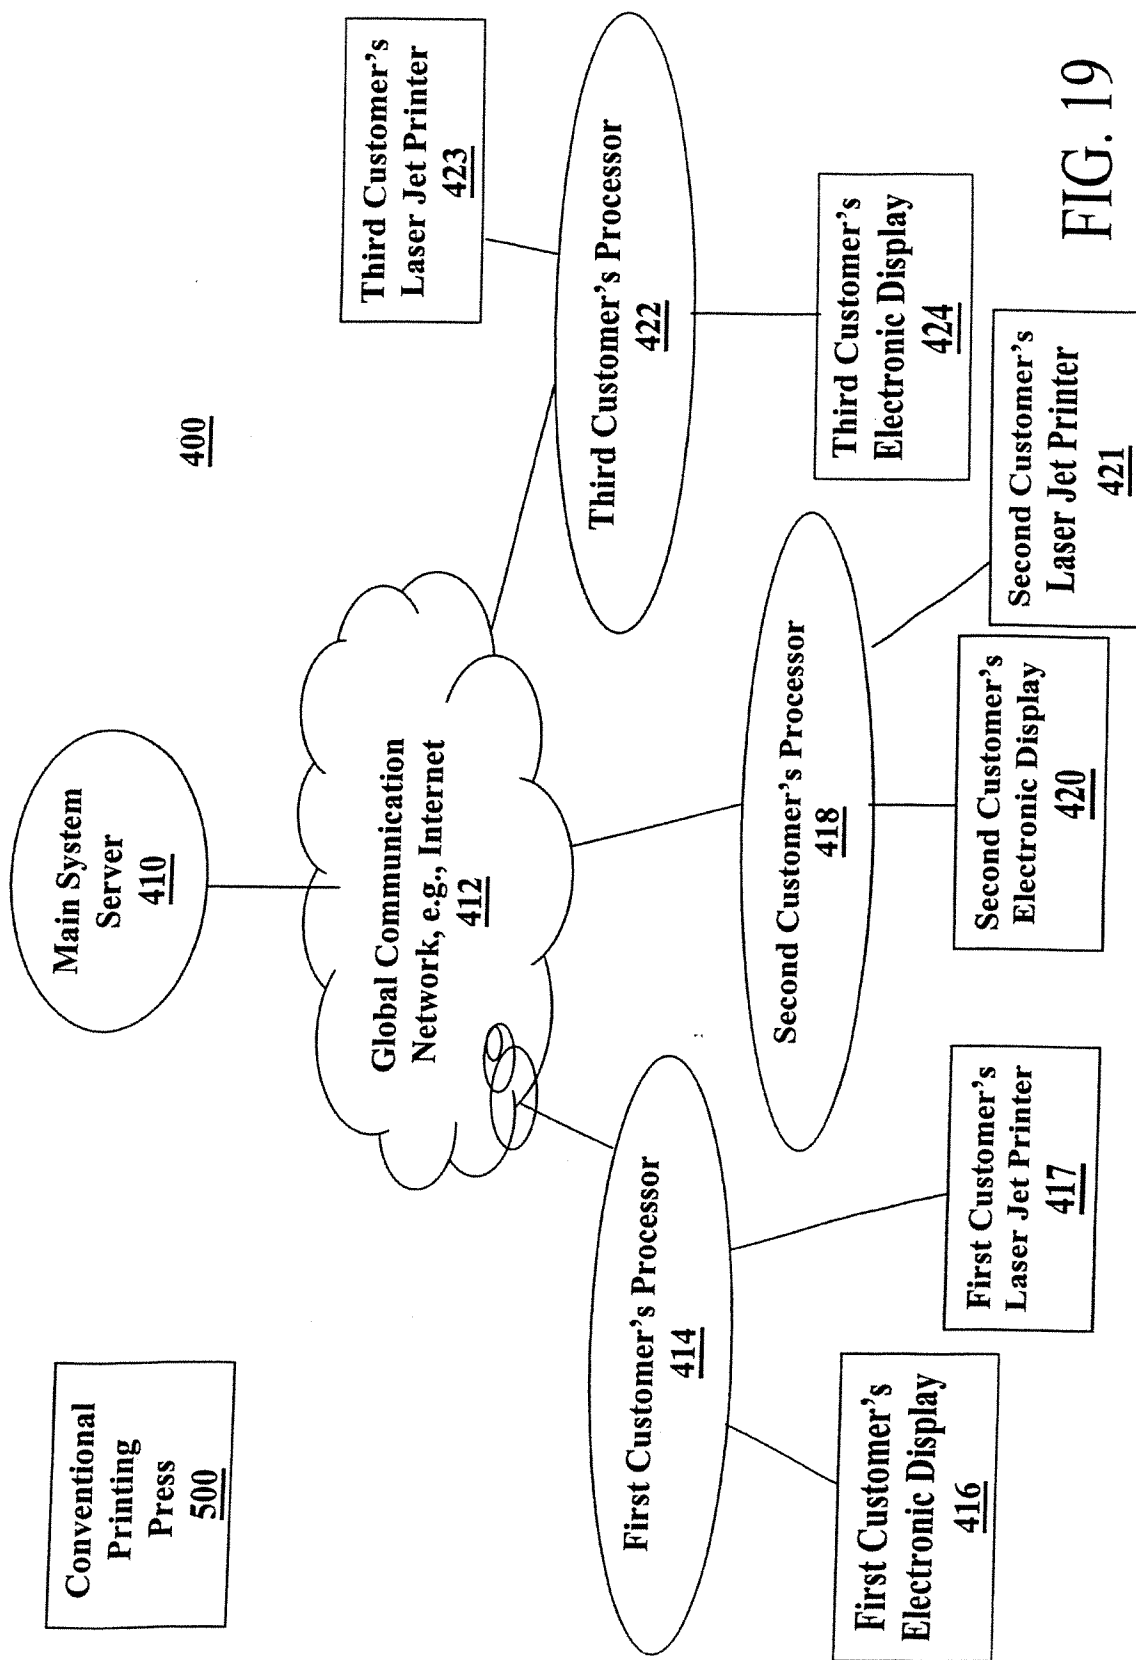 Conventional
Printing
Press
500
Main System
Server
410
400
Global Communication
Network, e.g., Internet
412
Third Customer's
Laser Jet Printer
423
First Customer's Processor
414
Second Customer's Processor
418
Third Customer's Processor
422
First Customer's
Electronic Display
416
First Customer's
Laser Jet Printer
417
Second Customer's
Electronic Display
420
Second Customer's
Laser Jet Printer
421
Third Customer's
Electronic Display
424
FIG. 19